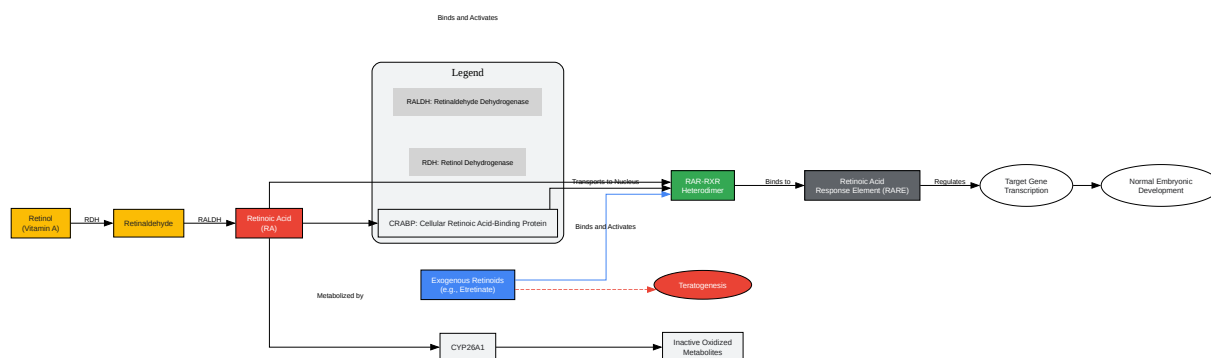 Binds and Activates
Legend
RALDH: Retinaldehyde Dehydrogenase
RDH: Retinol Dehydrogenase
Transports to Nucleus
RAR-RXR
Heterodimer
Binds to
Retinoic Acid
Response Element (RARE)
Regulates
Target Gene
Transcription
Normal Embryonic
Development
Retinol
(Vitamin A)
RDH
Retinaldehyde
RALDH
Retinoic Acid
(RA)
CRABP: Cellular Retinoic Acid-Binding Protein
Binds and Activates
Exogenous Retinoids
(e.g., Etretinate)
Teratogenesis
Metabolized by
CYP26A1
Inactive Oxidized
Metabolites